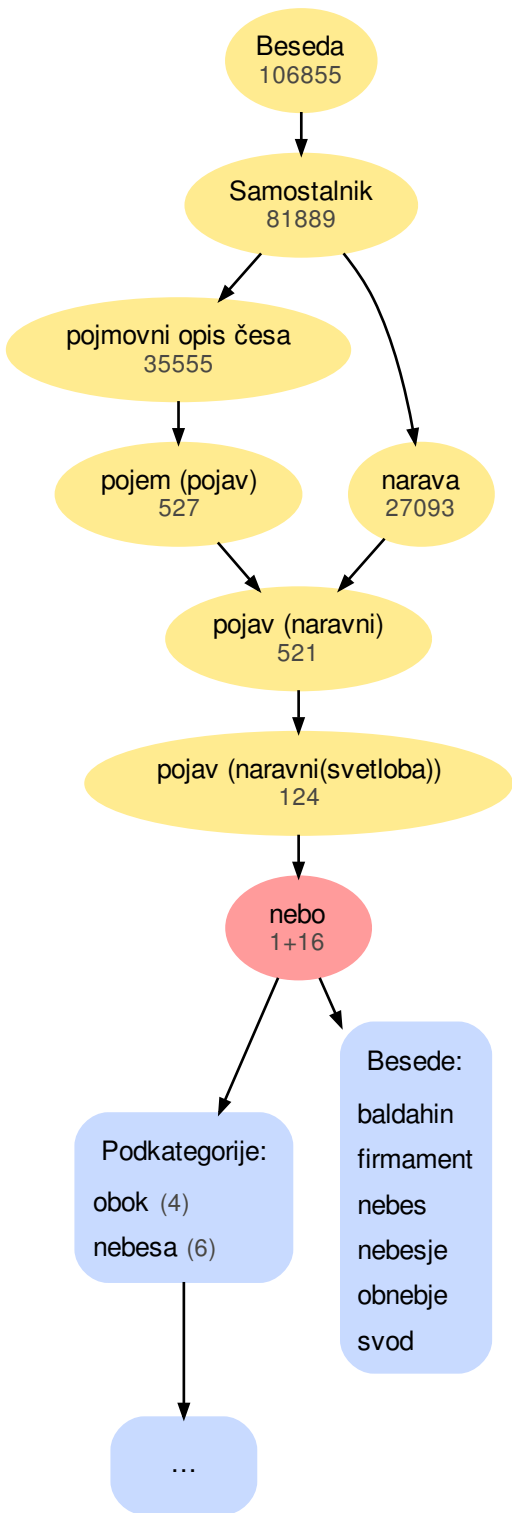 Beseda
106855
Samostalnik
81889
pojmovni opis česa
35555
pojem (pojav)
527
narava
27093
pojav (naravni)
521
pojav (naravni(svetloba))
124
nebo
1+16
Besede:
baldahin
firmament
nebes
nebesje
obnebje
svod
Podkategorije:
obok (4)
nebesa (6)
...